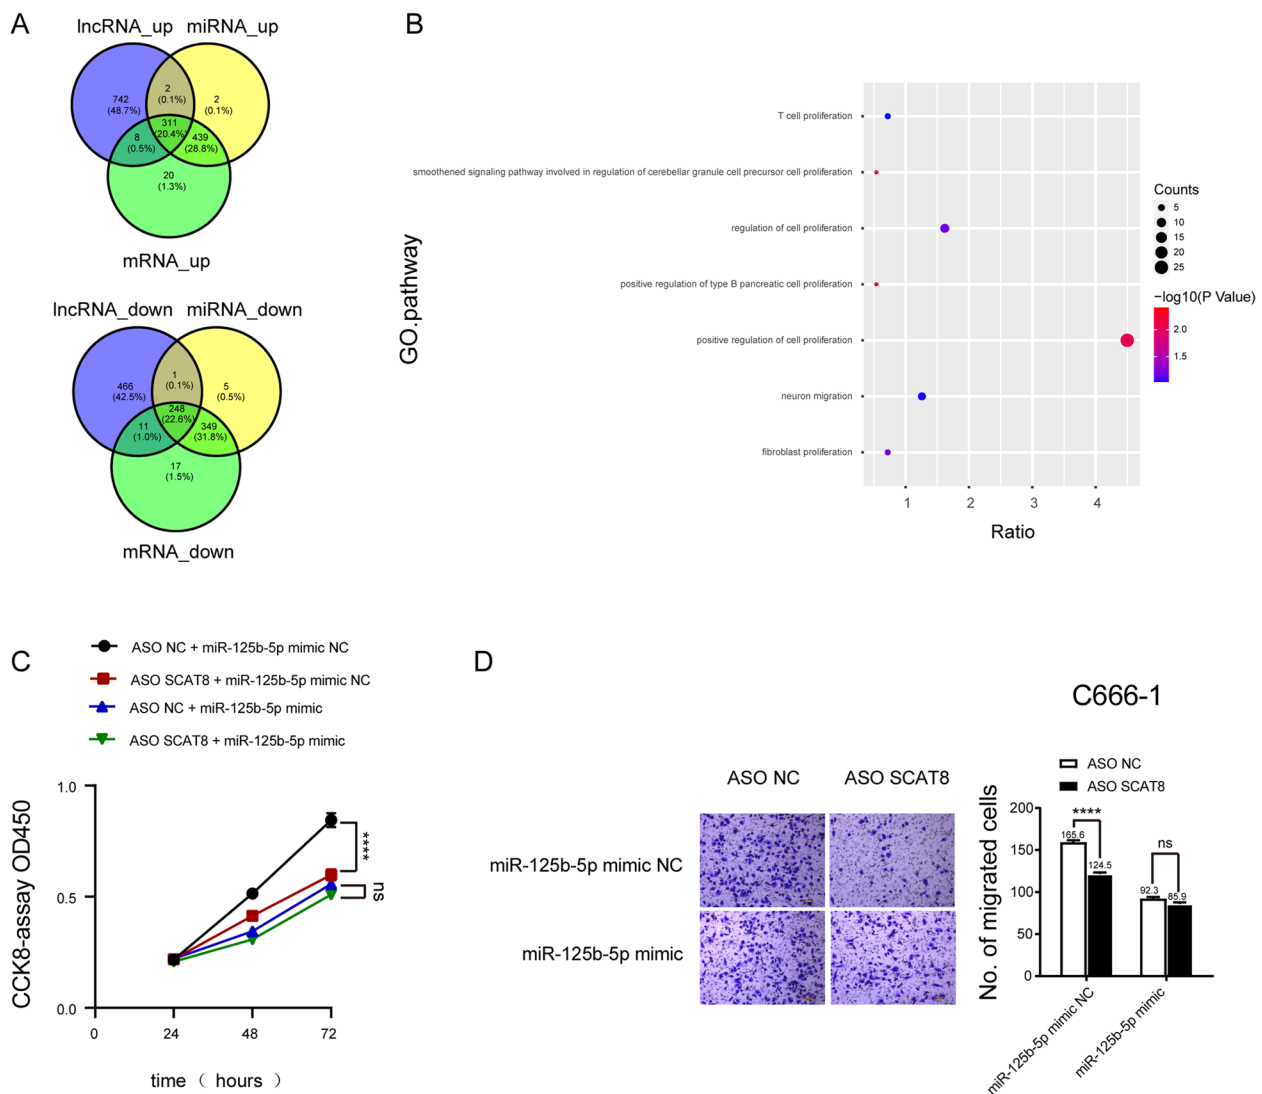 A
lncRNA_up miRNA_up
742
(48.7%)
2
(0.1%)
2
(0.1%)
311
(20.4%)
8
(0.5%)
439
(28.8%)
20
(1.3%)
mRNA_up
lncRNA_down miRNA_down
466
(42.5%)
1
(0.1%)
5
(0.5%)
248
(22.6%)
11
(1.0%)
349
(31.8%)
17
(1.5%)
mRNA_down
B
GO.pathway
T cell proliferation
smoothened signaling pathway involved in regulation of cerebellar granule cell precursor cell proliferation
regulation of cell proliferation
positive regulation of type B pancreatic cell proliferation
positive regulation of cell proliferation
neuron migration
fibroblast proliferation
1 2 3 4
Ratio
Counts
5
10
15
20
25
−log10(P Value)
2.0
1.5
C
ASO NC + miR-125b-5p mimic NC
ASO SCAT8 + miR-125b-5p mimic NC
ASO NC + miR-125b-5p mimic
ASO SCAT8 + miR-125b-5p mimic
CCK8-assay OD450
1.0
0.5
0.0
****
ns
0 24 48 72
time （ hours ）
D
ASO NC ASO SCAT8
miR-125b-5p mimic NC
miR-125b-5p mimic
C666-1
ASO NC
ASO SCAT8
No. of migrated cells
200
150
100
50
0
****
165.6
124.5
ns
92.3
85.9
miR-125b-5p mimic NC
miR-125b-5p mimic